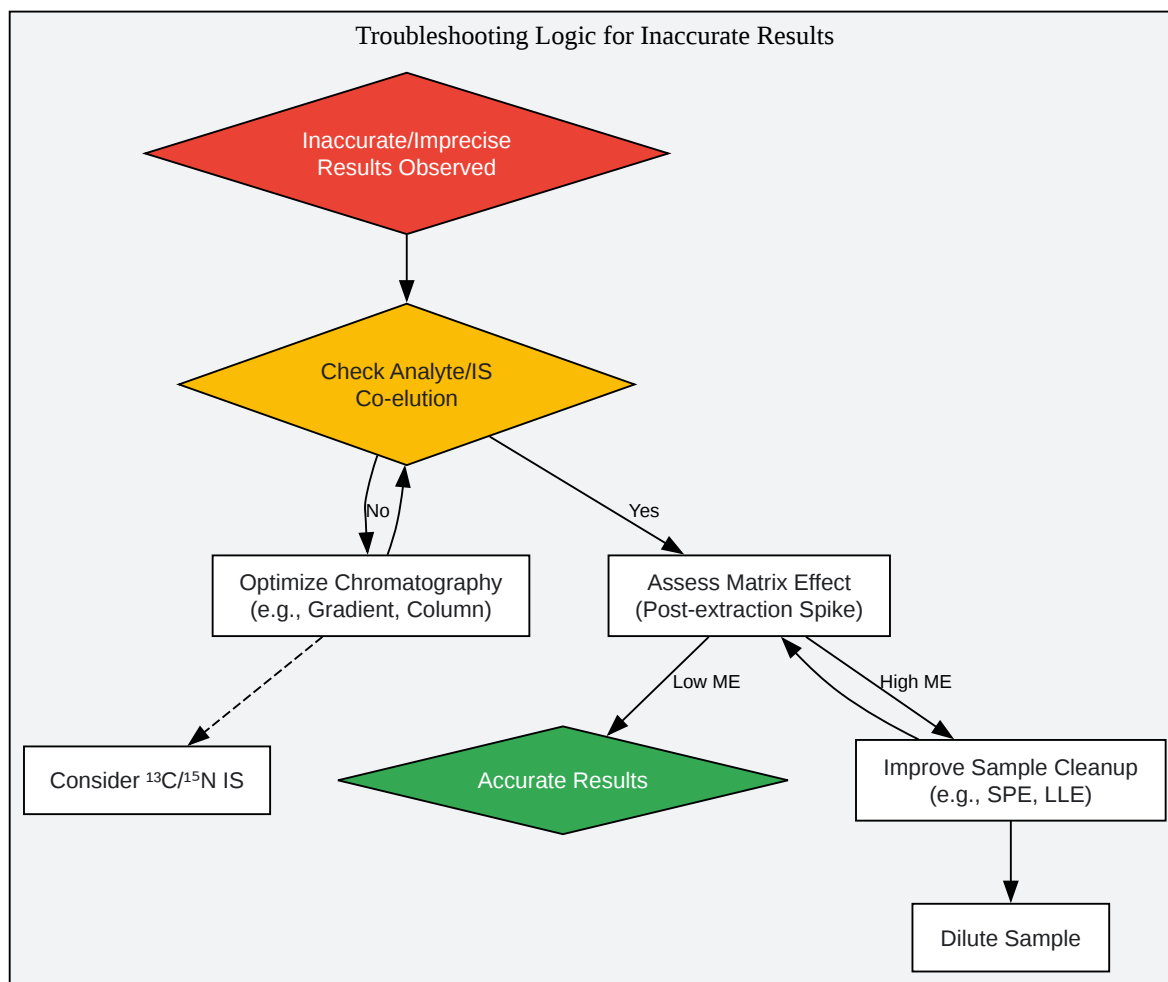 Troubleshooting Logic for Inaccurate Results
Inaccurate/Imprecise
Results Observed
Check Analyte/IS
Co-elution
No
Yes
Optimize Chromatography
(e.g., Gradient, Column)
Assess Matrix Effect
(Post-extraction Spike)
Low ME
High ME
Consider ¹³C/¹⁵N IS
Accurate Results
Improve Sample Cleanup
(e.g., SPE, LLE)
Dilute Sample